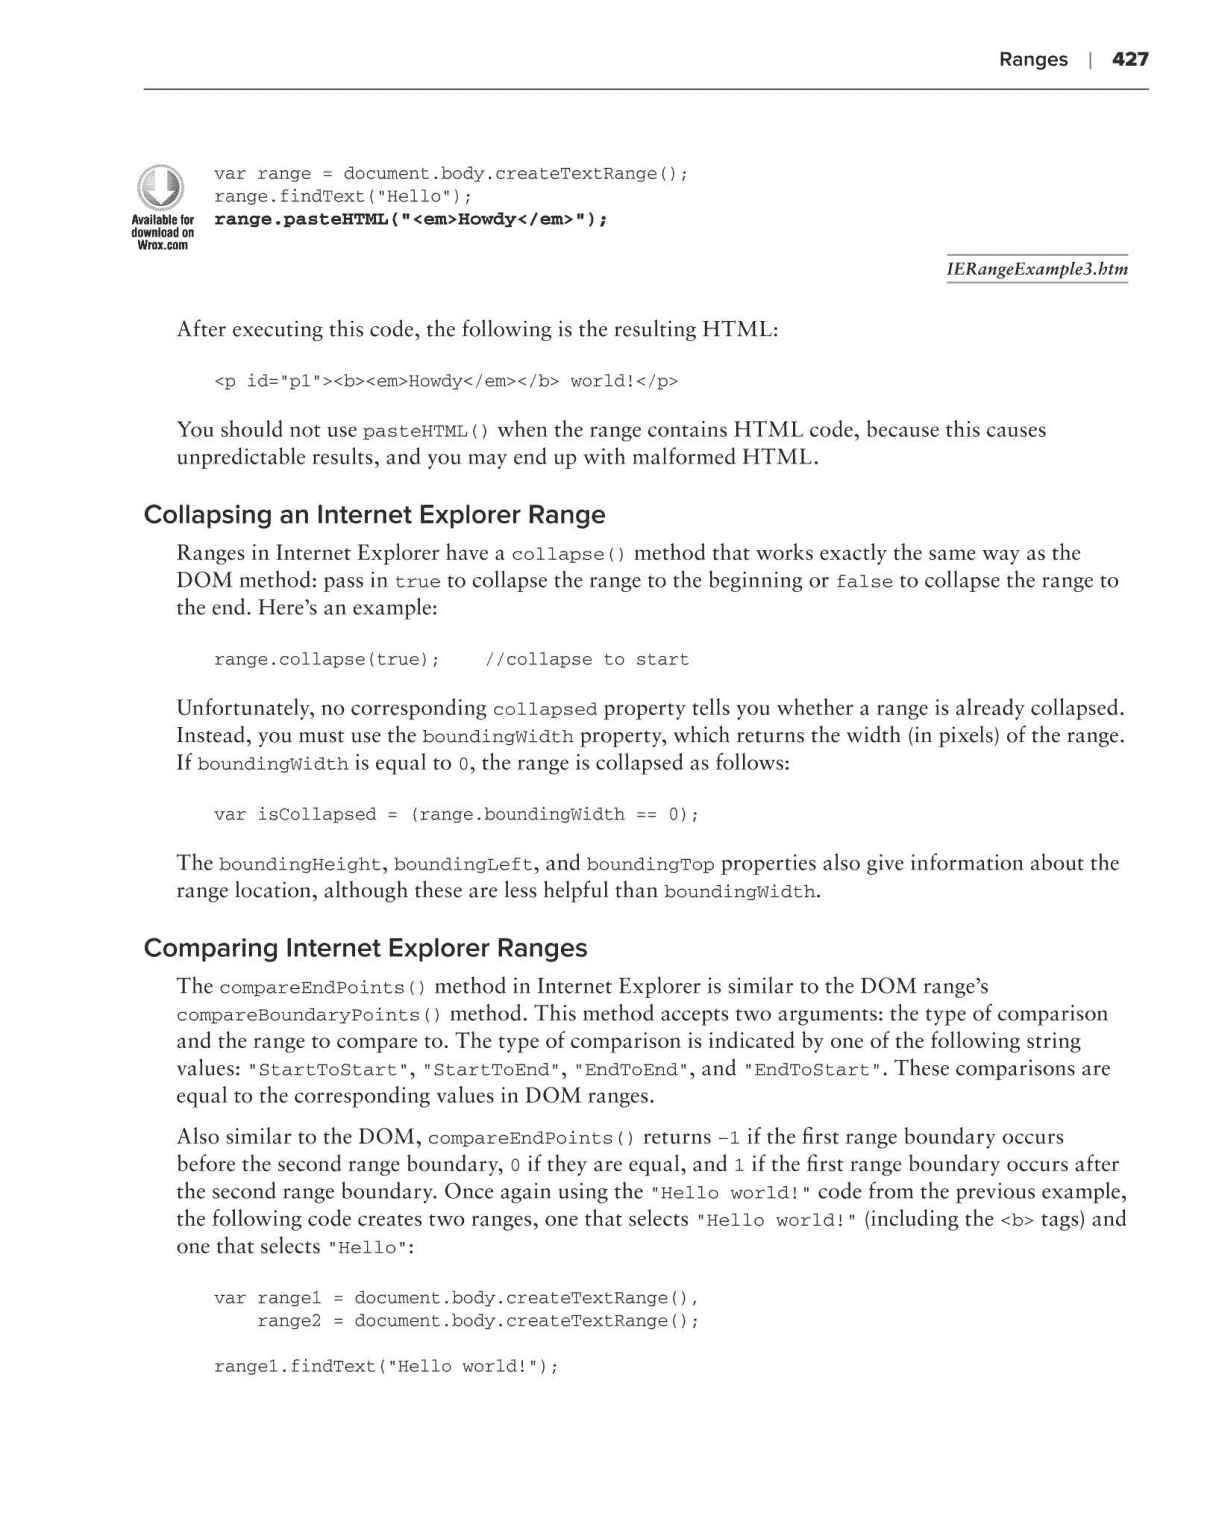 Ranges | 427
var range = document.body.createTextRange();
range.findText("Hello");
range.pasteHTML("<em>Howdy</em>");
Available for
download on
Wrox.com
IERangeExample3.htm
After executing this code, the following is the resulting HTML:
<p id="p1"><b><em>Howdy</em></b> world!</p>
You should not use pasteHTML() when the range contains HTML code, because this causes
unpredictable results, and you may end up with malformed HTML.
Collapsing an Internet Explorer Range
Ranges in Internet Explorer have a collapse() method that works exactly the same way as the
DOM method: pass in true to collapse the range to the beginning or false to collapse the range to
the end. Here's an example:
range.collapse(true);    //collapse to start
Unfortunately, no corresponding collapsed property tells you whether a range is already collapsed.
Instead, you must use the boundingWidth property, which returns the width (in pixels) of the range.
If boundingWidth is equal to 0, the range is collapsed as follows:
var isCollapsed = (range.boundingWidth == 0);
The boundingHeight, boundingLeft, and boundingTop properties also give information about the
range location, although these are less helpful than boundingWidth.
Comparing Internet Explorer Ranges
The compareEndPoints() method in Internet Explorer is similar to the DOM range's
compareBoundaryPoints() method. This method accepts two arguments: the type of comparison
and the range to compare to. The type of comparison is indicated by one of the following string
values: "StartToStart", "StartToEnd", "EndToEnd", and "EndToStart". These comparisons are
equal to the corresponding values in DOM ranges.
Also similar to the DOM, compareEndPoints() returns -1 if the first range boundary occurs
before the second range boundary, 0 if they are equal, and 1 if the first range boundary occurs after
the second range boundary. Once again using the "Hello world!" code from the previous example,
the following code creates two ranges, one that selects "Hello world!" (including the <b> tags) and
one that selects "Hello":
var range1 = document.body.createTextRange(),
    range2 = document.body.createTextRange();
range1.findText("Hello world!");